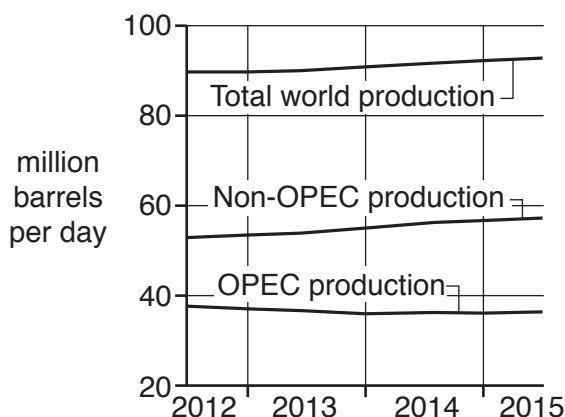 100
Total world production
80
million
barrels
per day
Non-OPEC production
60
OPEC production
40
20
2012 2013 2014 2015